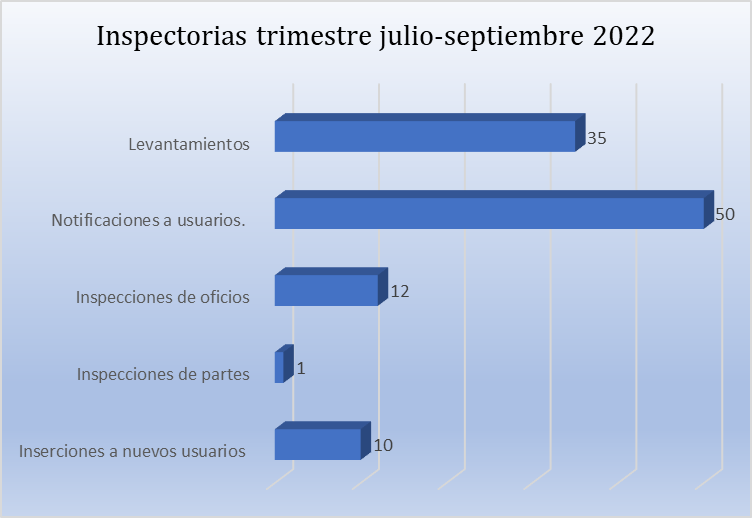 Inspectorias trimestre julio-septiembre 2022
Levantamientos 35
Notificaciones a usuarios. 50
Inspecciones de oficios 12
Inspecciones de partes 1
Inserciones a nuevos usuarios 10